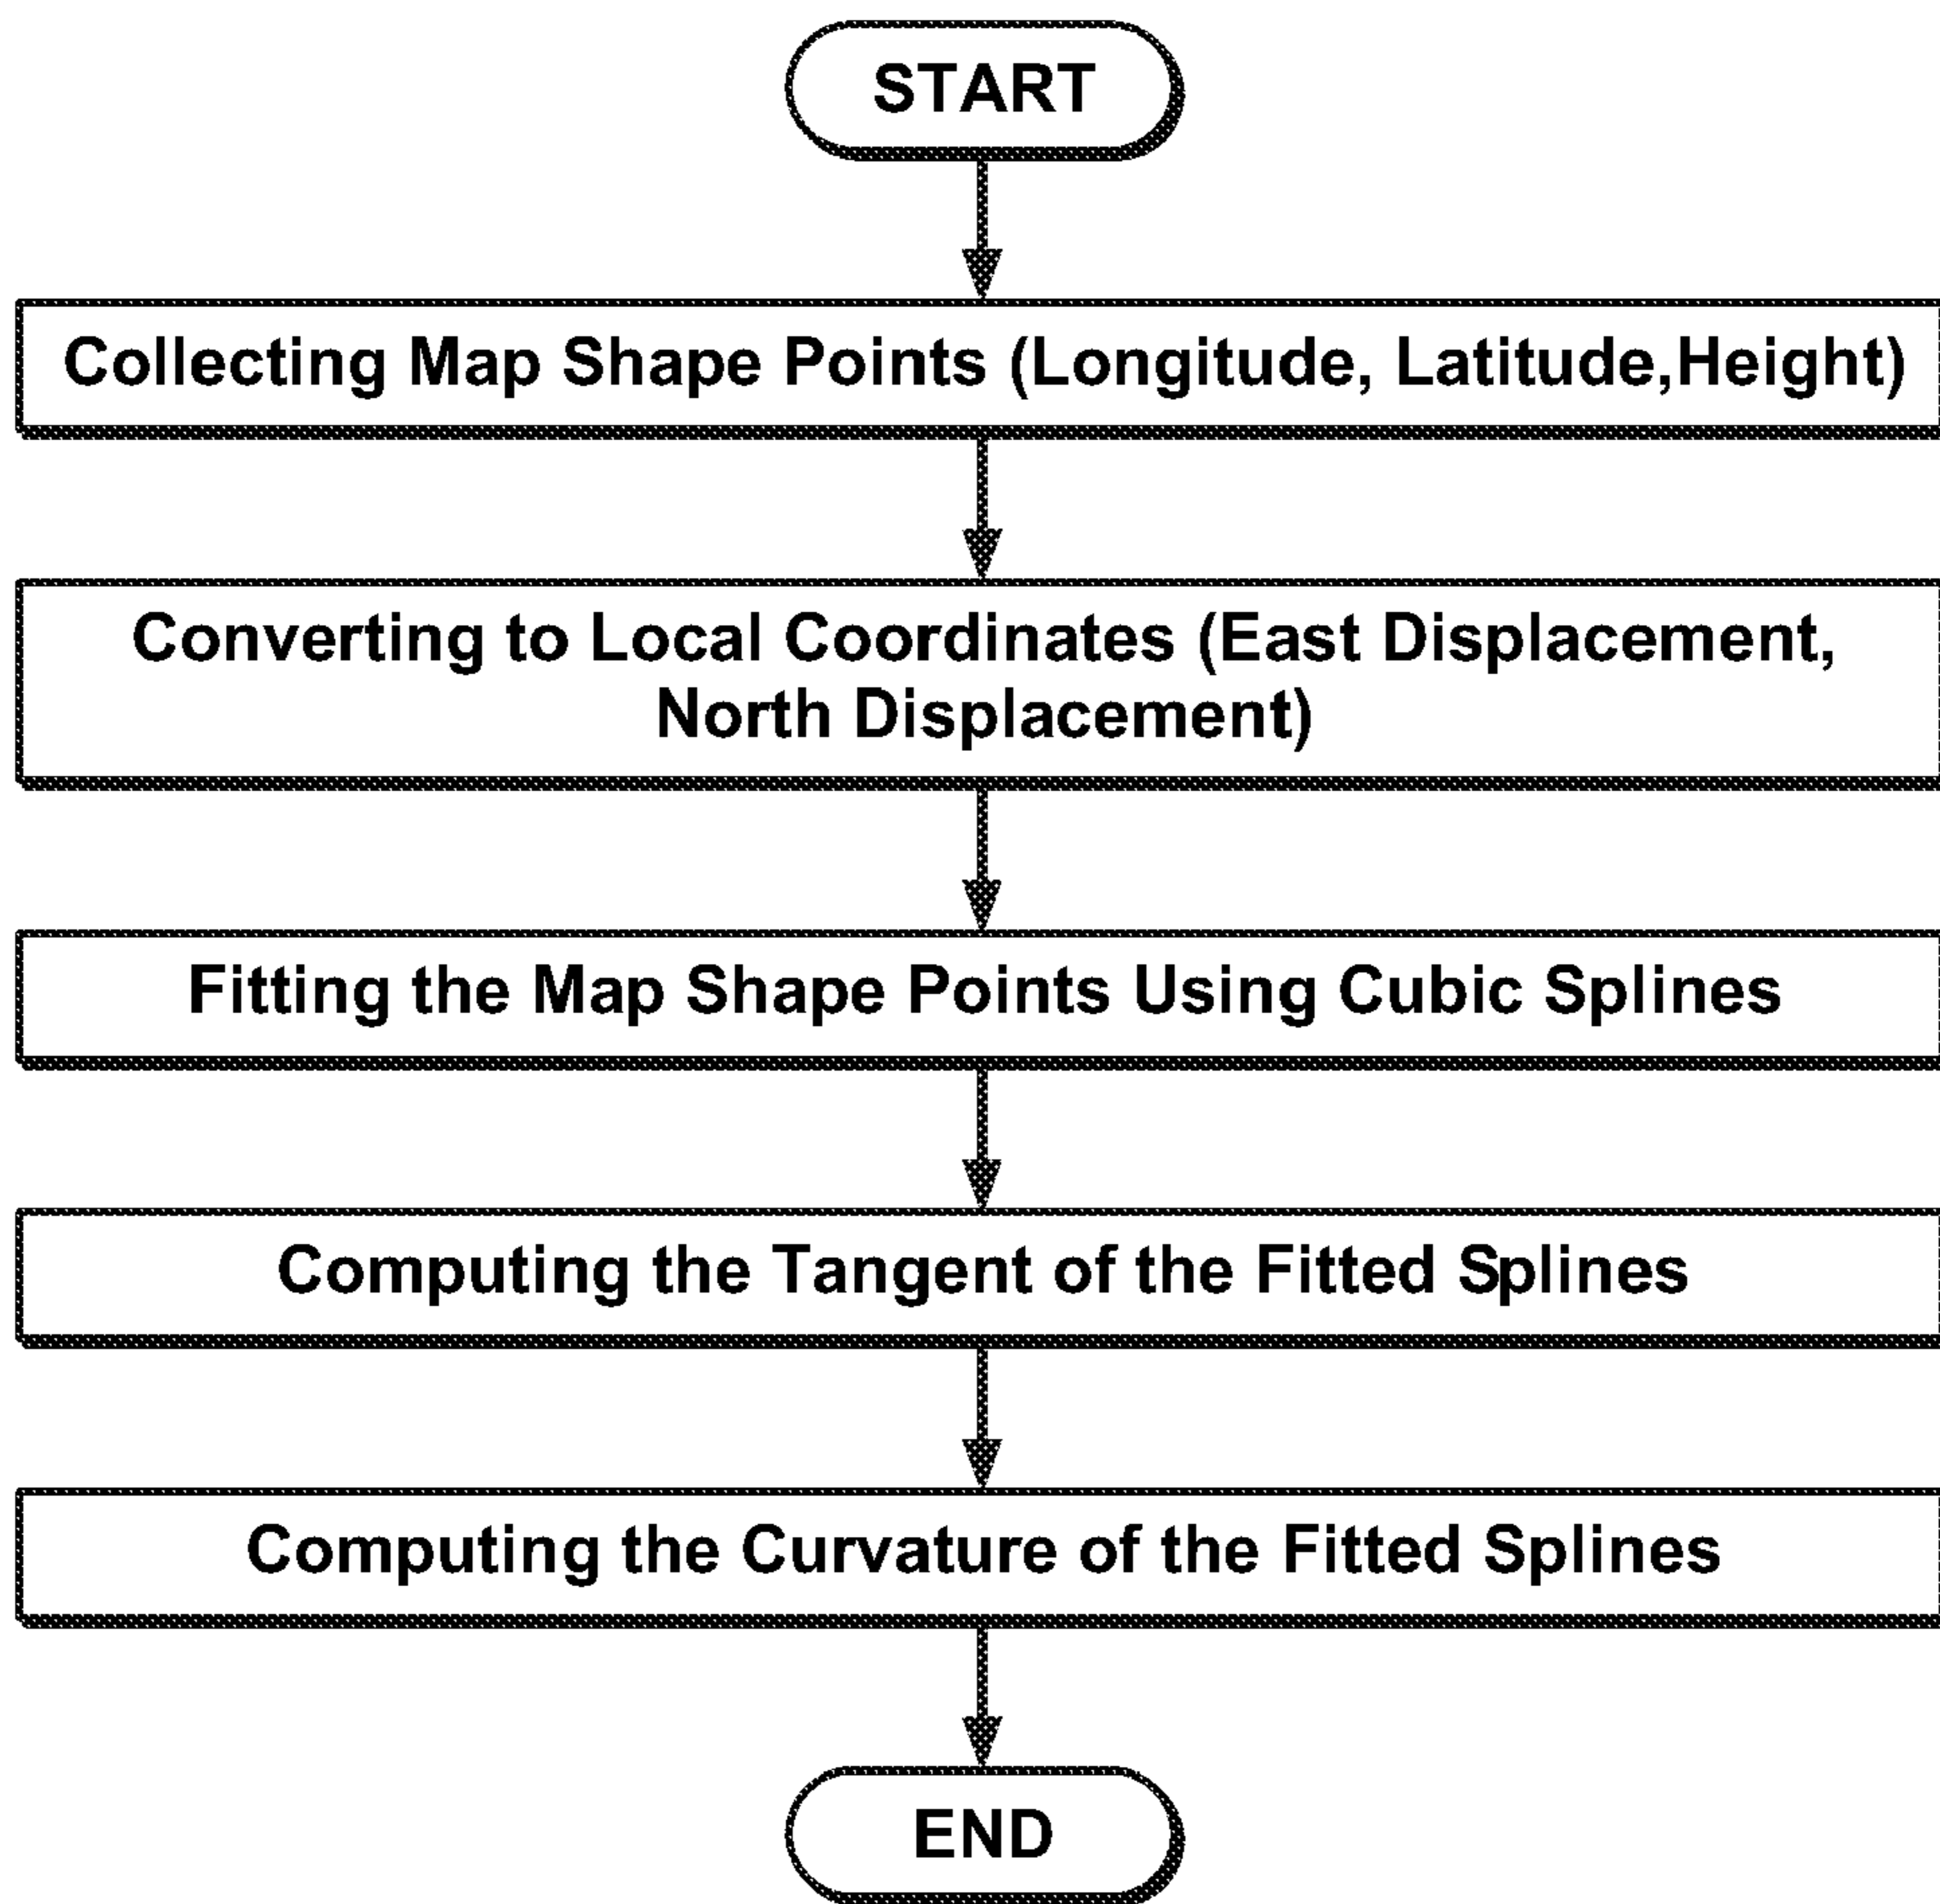 START
Collecting Map Shape Points (Longitude, Latitude,Height)
Converting to Local Coordinates (East Displacement,
North Displacement)
Fitting the Map Shape Points Using Cubic Splines
Computing the Tangent of the Fitted Splines
Computing the Curvature of the Fitted Splines
END